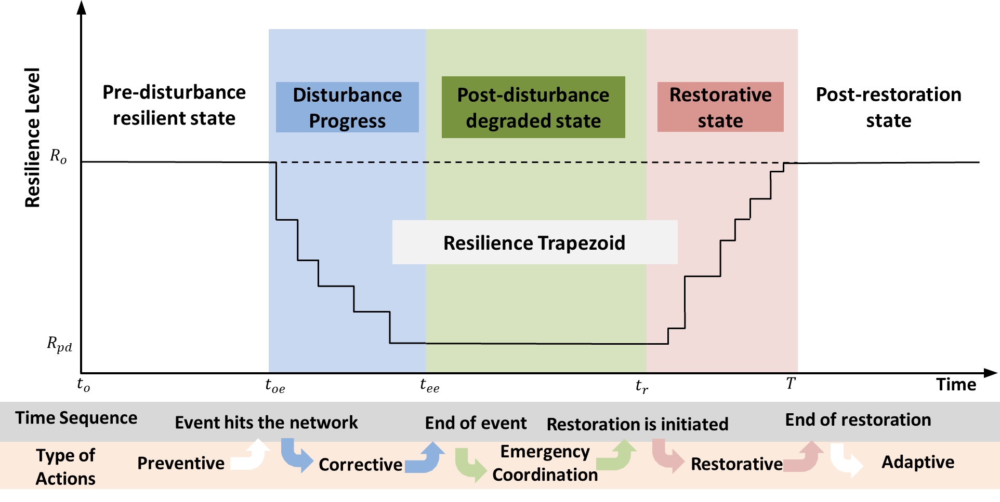 Resilience Level
Pre-disturbance
resilient state
Disturbance
Progress
Post-disturbance
degraded state
Restorative
state
Post-restoration
state
R_o
Resilience Trapezoid
R_pd
t_o
t_oe
t_ee
t_r
T
Time
Time Sequence
Event hits the network
End of event
Restoration is initiated
End of restoration
Type of
Actions
Preventive
Corrective
Emergency
Coordination
Restorative
Adaptive